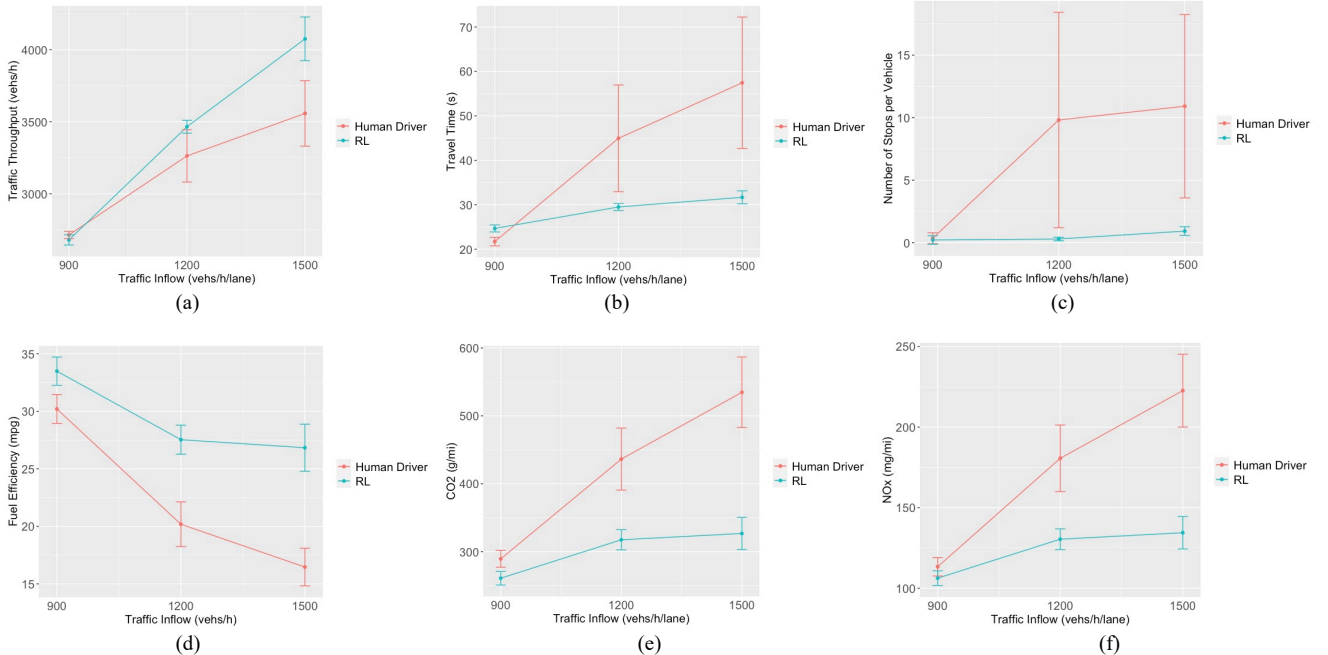 Traffic Throughput (vehs/h)
4000
3500
3000
900
1200
1500
Traffic Inflow (vehs/h/lane)
Human Driver
RL
(a)
Travel Time (s)
70
60
50
40
30
20
900
1200
1500
Traffic Inflow (vehs/h/lane)
Human Driver
RL
(b)
Number of Stops per Vehicle
15
10
5
0
900
1200
1500
Traffic Inflow (vehs/h/lane)
Human Driver
RL
(c)
Fuel Efficiency (mpg)
35
30
25
20
15
900
1200
1500
Traffic Inflow (vehs/h)
Human Driver
RL
(d)
CO2 (g/mi)
600
500
400
300
900
1200
1500
Traffic Inflow (vehs/h/lane)
Human Driver
RL
(e)
NOx (mg/mi)
250
200
150
100
900
1200
1500
Traffic Inflow (vehs/h/lane)
Human Driver
RL
(f)